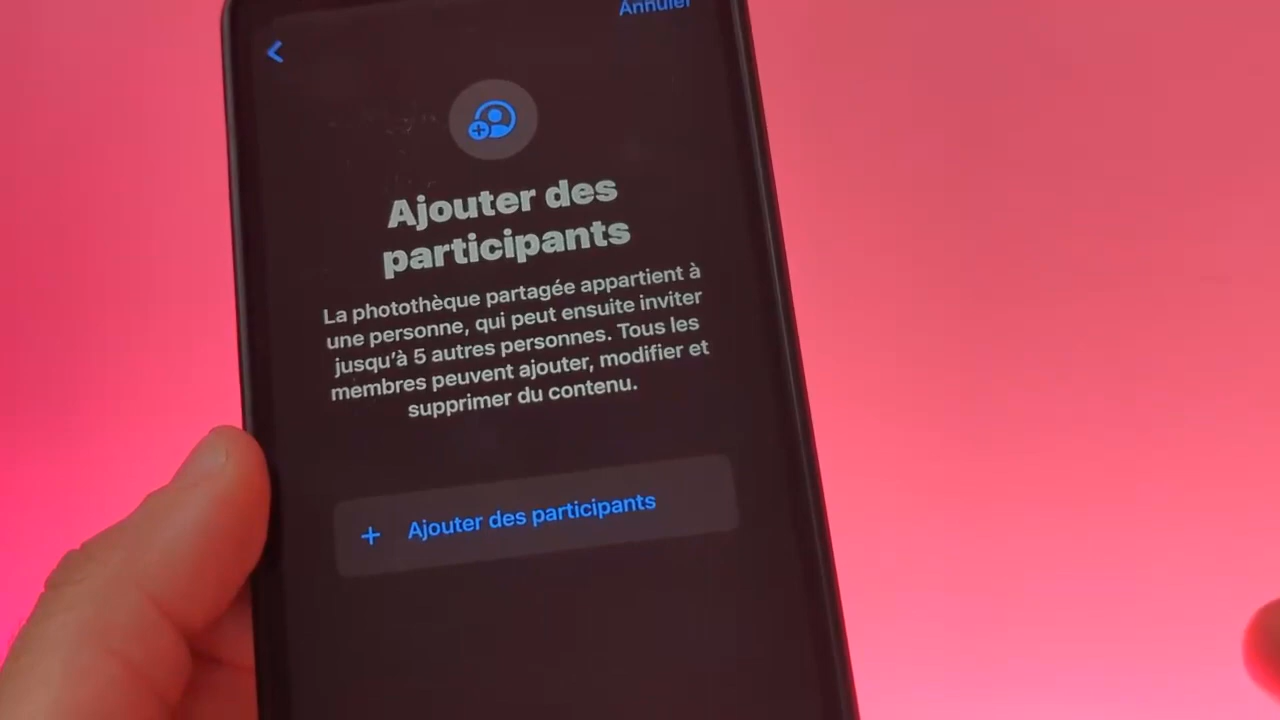 Annuler
Ajouter des
participants
La photothèque partagée appartient à
une personne, qui peut ensuite inviter
jusqu'à 5 autres personnes. Tous les
membres peuvent ajouter, modifier et
supprimer du contenu.
+ Ajouter des participants